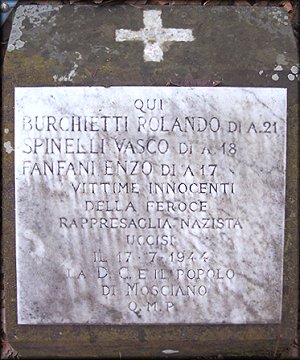 QUI
BURCHIETTI ROLANDO DI A. 21
SPINELLI VASCO DI A. 18
FANFANI ENZO DI A. 17
VITTIME INNOCENTI
DELLA FEROCE
RAPPRESAGLIA NAZISTA
UCCISI
IL 17-7-1944
LA D. C. E IL POPOLO
DI MOSCIANO
Q. M. P.